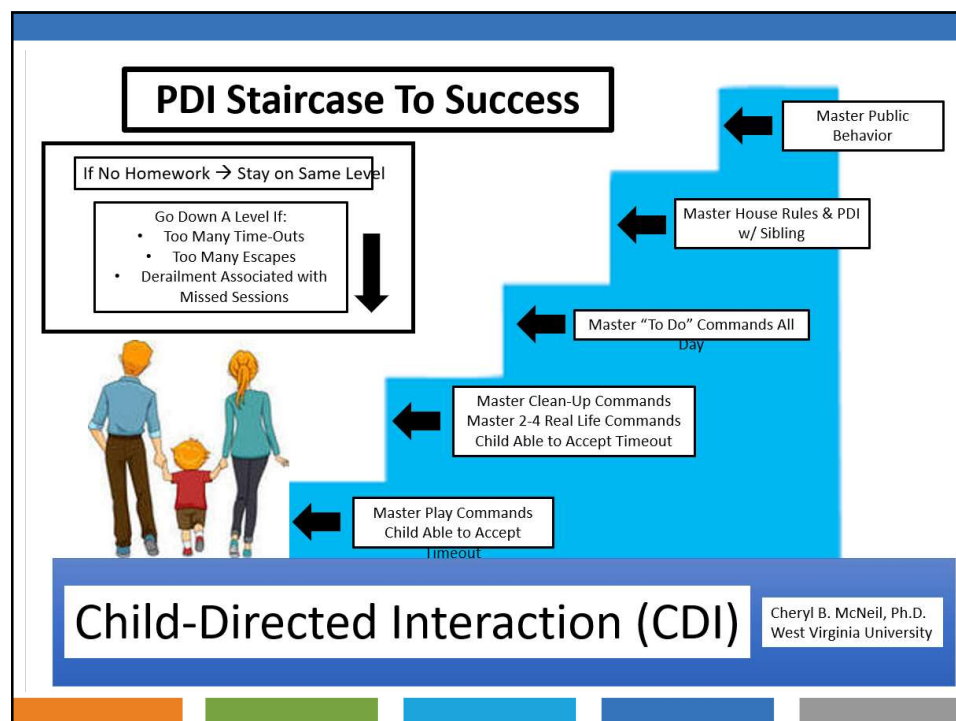 PDI Staircase To Success
If No Homework → Stay on Same Level
Go Down A Level If:
• Too Many Time-Outs
• Too Many Escapes
• Derailment Associated with
Missed Sessions
Master Public
Behavior
Master House Rules & PDI
w/ Sibling
Master “To Do” Commands All
Day
Master Clean-Up Commands
Master 2-4 Real Life Commands
Child Able to Accept Timeout
Master Play Commands
Child Able to Accept
Timeout
Child-Directed Interaction (CDI)
Cheryl B. McNeil, Ph.D.
West Virginia University